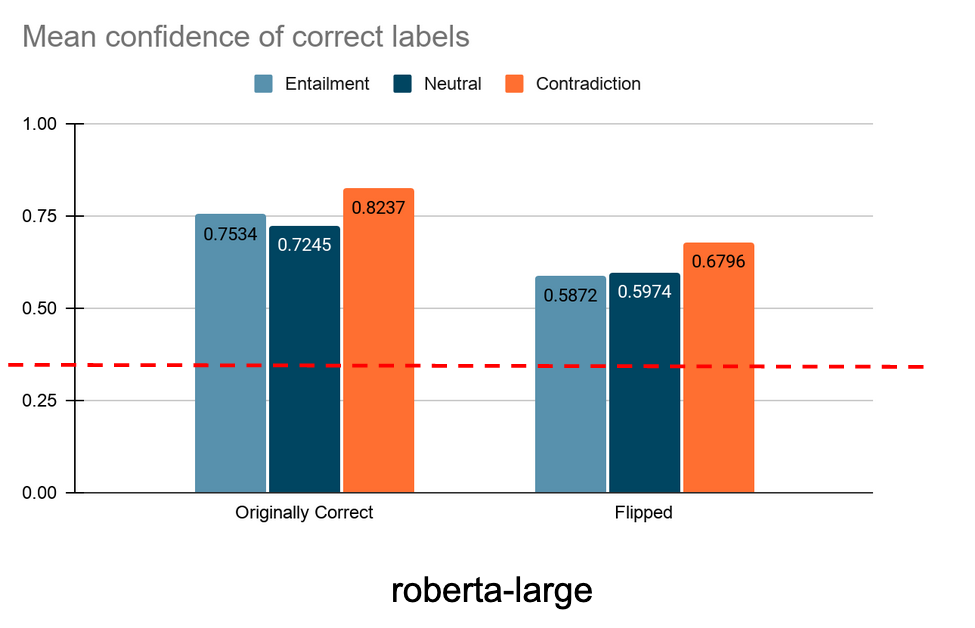 Mean confidence of correct labels
Entailment Neutral Contradiction
1.00
0.75
0.50
0.25
0.00
0.7534
0.7245
0.8237
0.5872
0.5974
0.6796
Originally Correct
Flipped
roberta-large